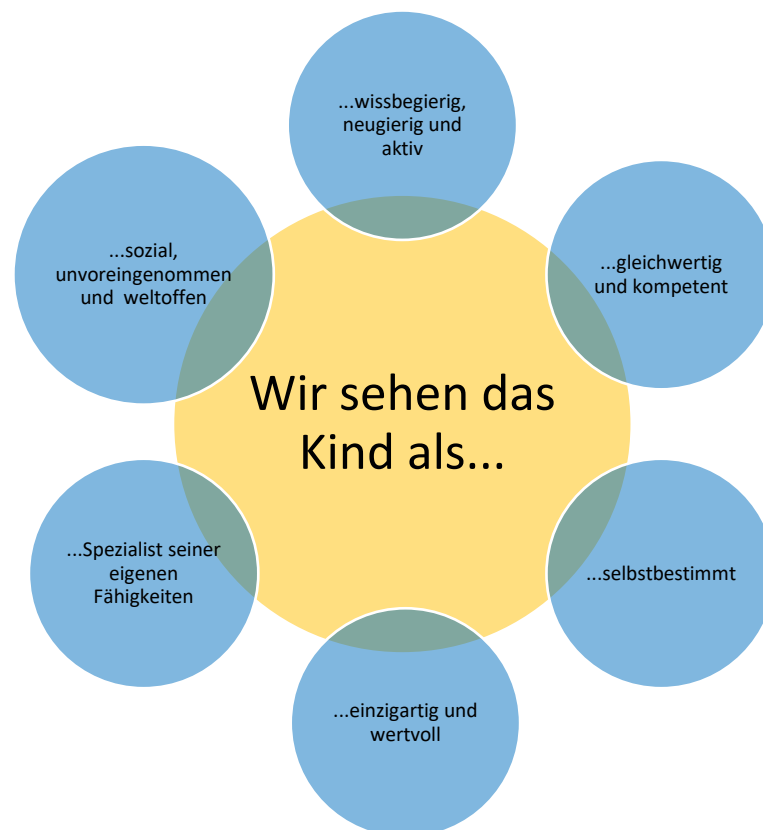 ...wissbegierig,
neugierig und
aktiv
...gleichwertig
und kompetent
...selbstbestimmt
...einzigartig und
wertvoll
...Spezialist seiner
eigenen
Fähigkeiten
...sozial,
unvoreingenommen
und weltoffen
Wir sehen das
Kind als...